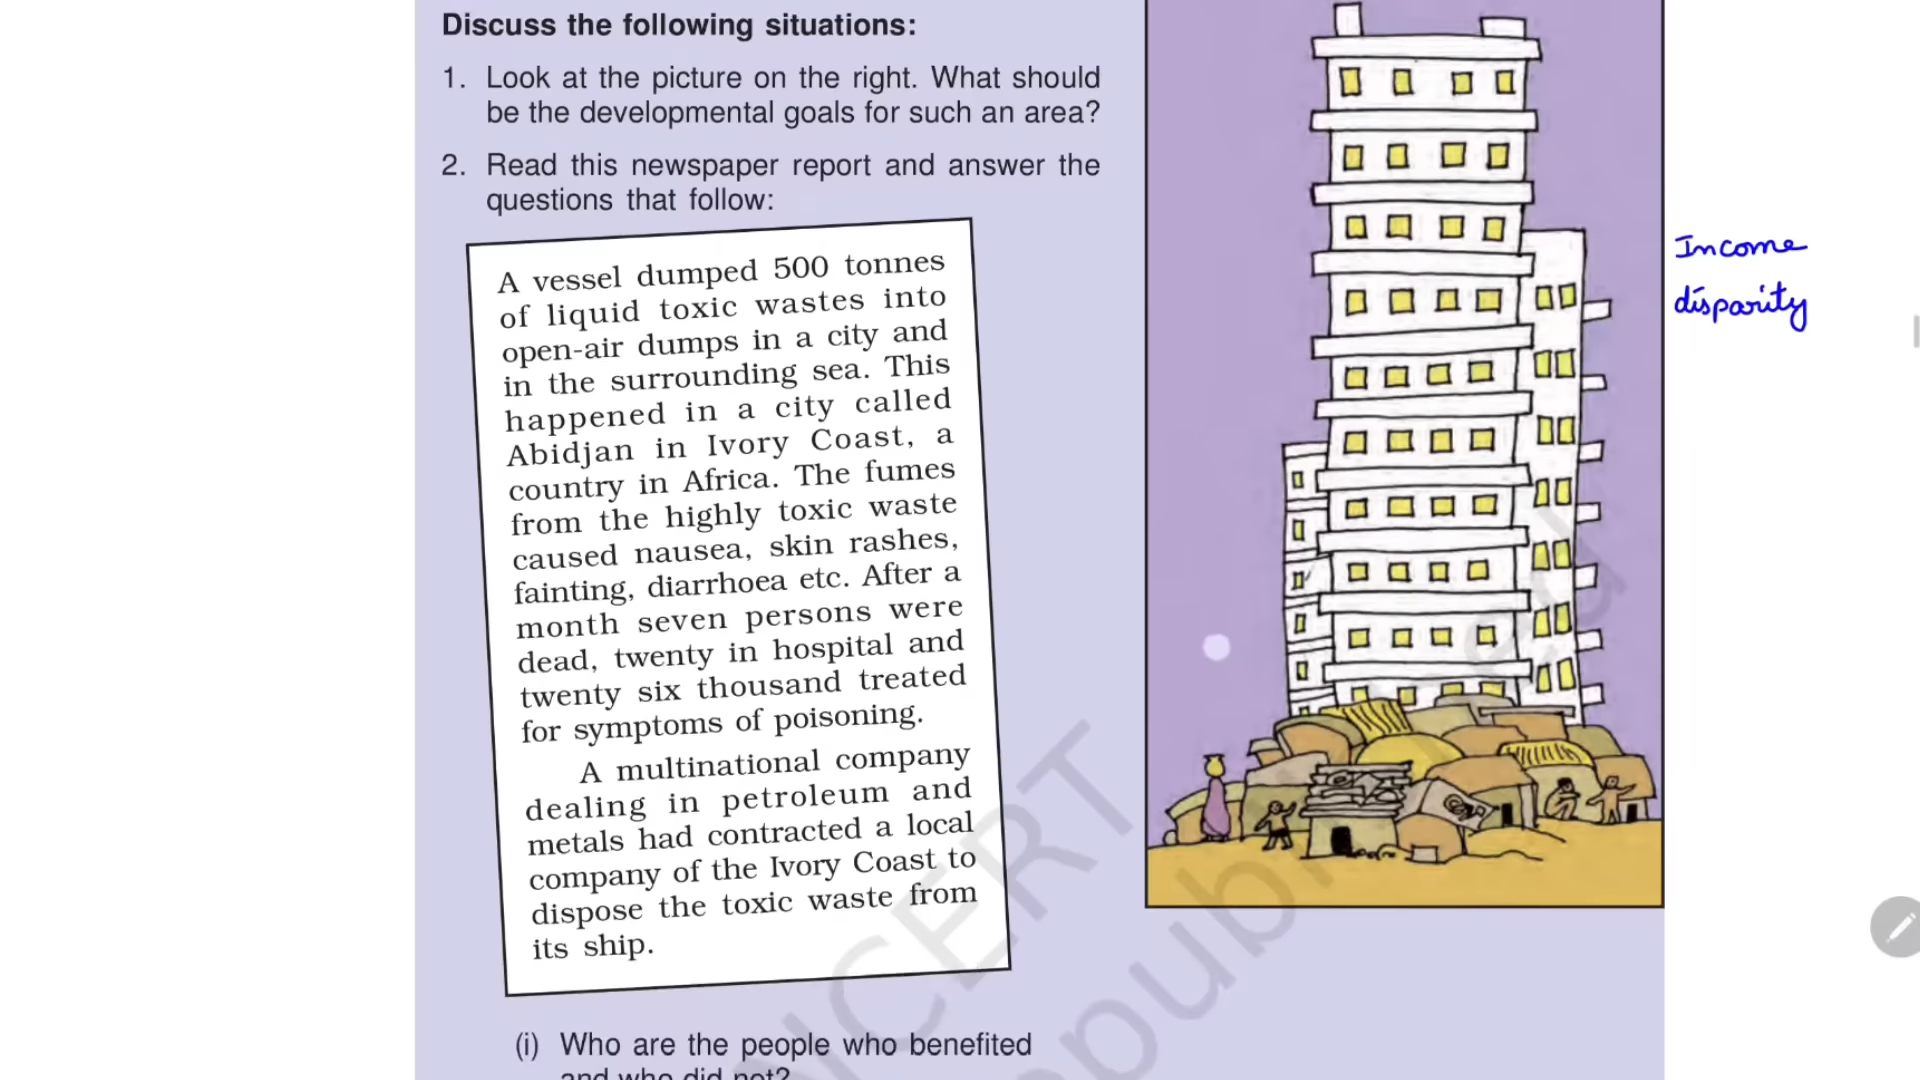 Discuss the following situations:
1. Look at the picture on the right. What should
be the developmental goals for such an area?
2. Read this newspaper report and answer the
questions that follow:
A vessel dumped 500 tonnes
of liquid toxic wastes into
open-air dumps in a city and
in the surrounding sea. This
happened in a city called
Abidjan in Ivory Coast, a
country in Africa. The fumes
from the highly toxic waste
caused nausea, skin rashes,
fainting, diarrhoea etc. After a
month seven persons were
dead, twenty in hospital and
twenty six thousand treated
for symptoms of poisoning.
A multinational company
dealing in petroleum and
metals had contracted a local
company of the Ivory Coast to
dispose the toxic waste from
its ship.
(i) Who are the people who benefited
and who did not?
Income
disparity
NCERT